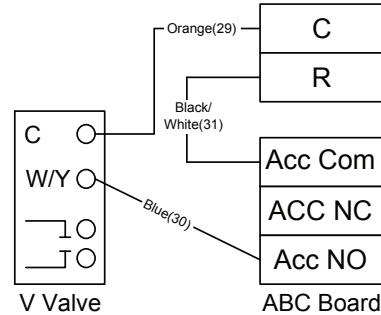 Orange(29)
C
R
Black/
White(31)
C
W/Y
Acc Com
ACC NC
Blue(30)
Acc NO
V Valve
ABC Board